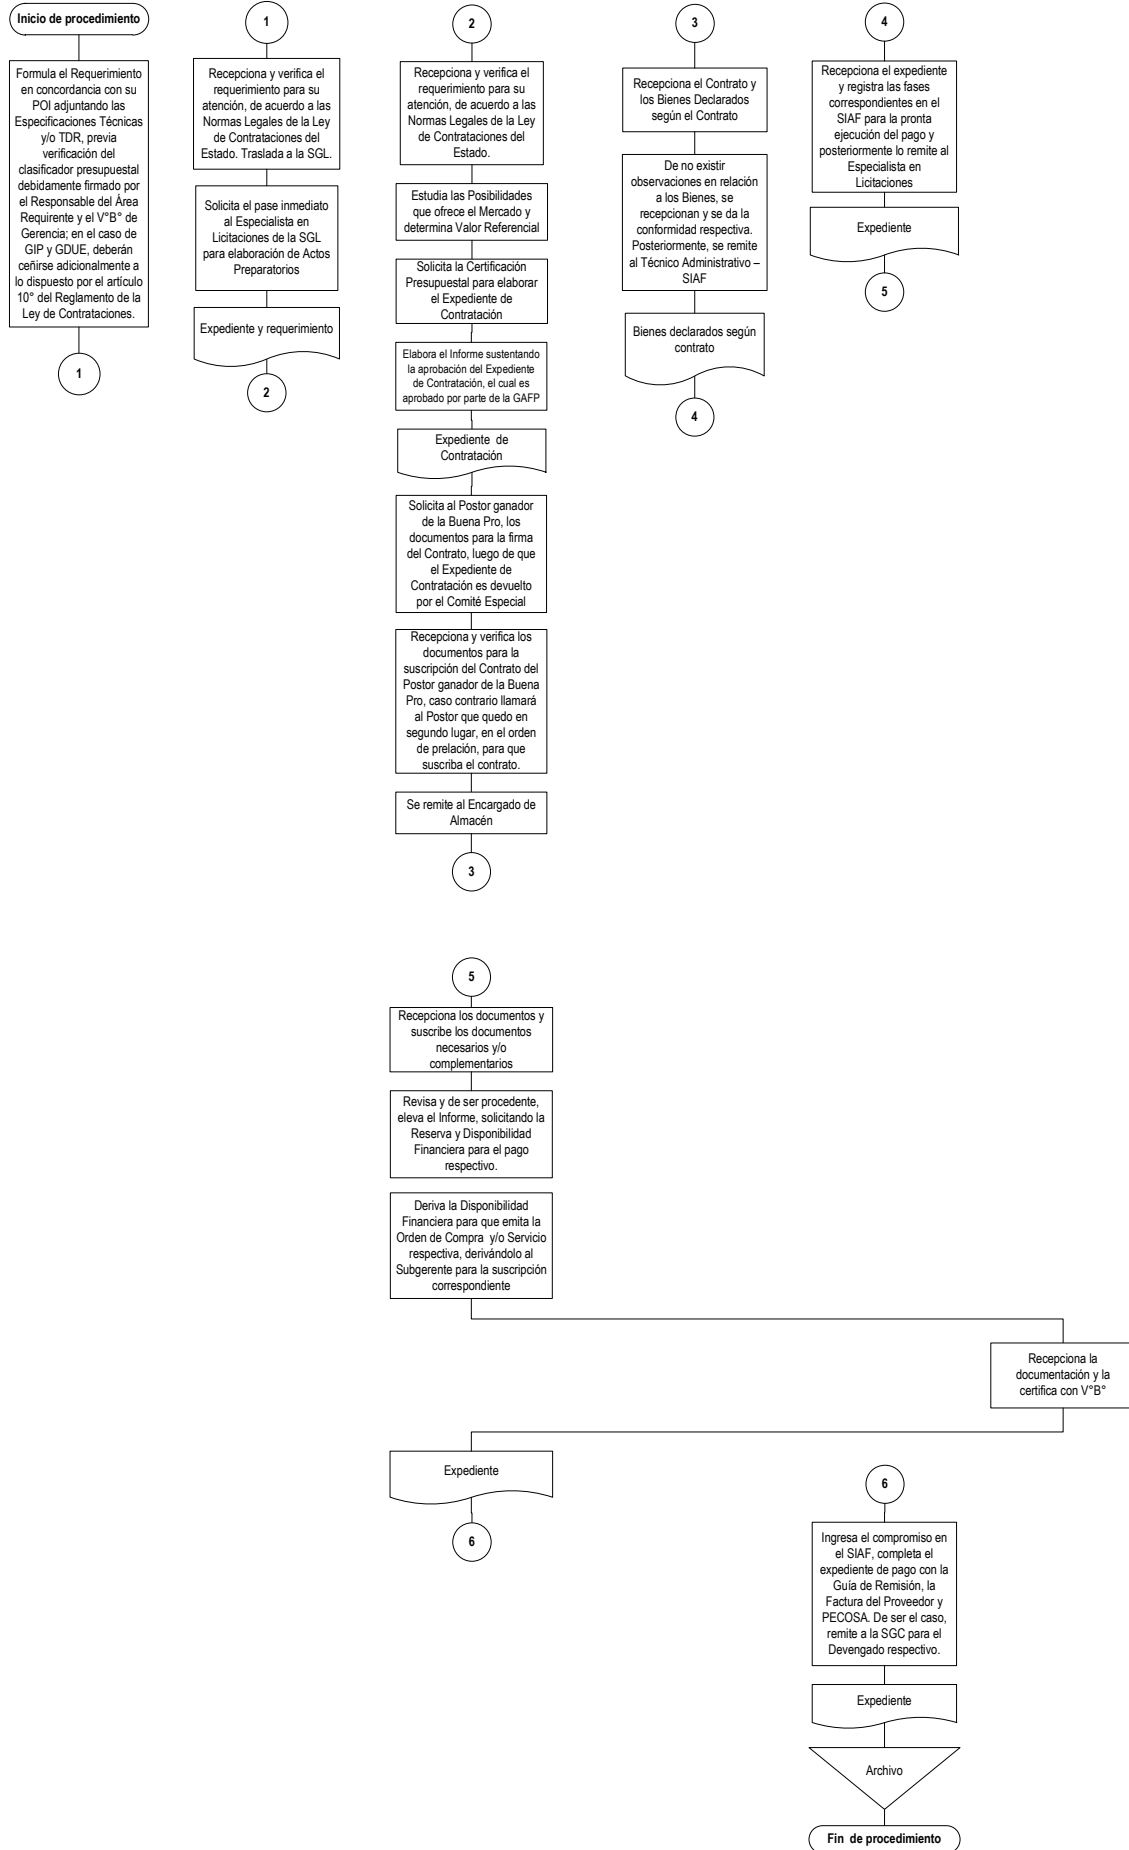 Inicio de procedimiento
Formula el Requerimiento
en concordancia con su
POI adjuntando las
Especificaciones Técnicas
y/o TDR, previa
verificación del
clasificador presupuestal
debidamente firmado por
el Responsable del Área
Requirente y el V°B° de
Gerencia; en el caso de
GIP y GDUE, deberán
ceñirse adicionalmente a
lo dispuesto por el artículo
10° del Reglamento de la
Ley de Contrataciones.
1
1
Recepciona y verifica el
requerimiento para su
atención, de acuerdo a las
Normas Legales de la Ley
de Contrataciones del
Estado. Traslada a la SGL.
Solicita el pase inmediato
al Especialista en
Licitaciones de la SGL
para elaboración de Actos
Preparatorios
Expediente y requerimiento
2
2
Recepciona y verifica el
requerimiento para su
atención, de acuerdo a las
Normas Legales de la Ley
de Contrataciones del
Estado.
Estudia las Posibilidades
que ofrece el Mercado y
determina Valor Referencial
Solicita la Certificación
Presupuestal para elaborar
el Expediente de
Contratación
Elabora el Informe sustentando
la aprobación del Expediente
de Contratación, el cual es
aprobado por parte de la GAFP
Expediente de
Contratación
Solicita al Postor ganador
de la Buena Pro, los
documentos para la firma
del Contrato, luego de que
el Expediente de
Contratación es devuelto
por el Comité Especial
Recepciona y verifica los
documentos para la
suscripción del Contrato del
Postor ganador de la Buena
Pro, caso contrario llamará
al Postor que quedo en
segundo lugar, en el orden
de prelación, para que
suscriba el contrato.
Se remite al Encargado de
Almacén
3
3
Recepciona el Contrato y
los Bienes Declarados
según el Contrato
De no existir
observaciones en relación
a los Bienes, se
recepcionan y se da la
conformidad respectiva.
Posteriormente, se remite
al Técnico Administrativo –
SIAF
Bienes declarados según
contrato
4
4
Recepciona el expediente
y registra las fases
correspondientes en el
SIAF para la pronta
ejecución del pago y
posteriormente lo remite al
Especialista en
Licitaciones
Expediente
5
5
Recepciona los documentos y
suscribe los documentos
necesarios y/o
complementarios
Revisa y de ser procedente,
eleva el Informe, solicitando la
Reserva y Disponibilidad
Financiera para el pago
respectivo.
Deriva la Disponibilidad
Financiera para que emita la
Orden de Compra y/o Servicio
respectiva, derivándolo al
Subgerente para la suscripción
correspondiente
Recepciona la
documentación y la
certifica con V°B°
Expediente
6
6
Ingresa el compromiso en
el SIAF, completa el
expediente de pago con la
Guía de Remisión, la
Factura del Proveedor y
PECOSA. De ser el caso,
remite a la SGC para el
Devengado respectivo.
Expediente
Archivo
Fin de procedimiento